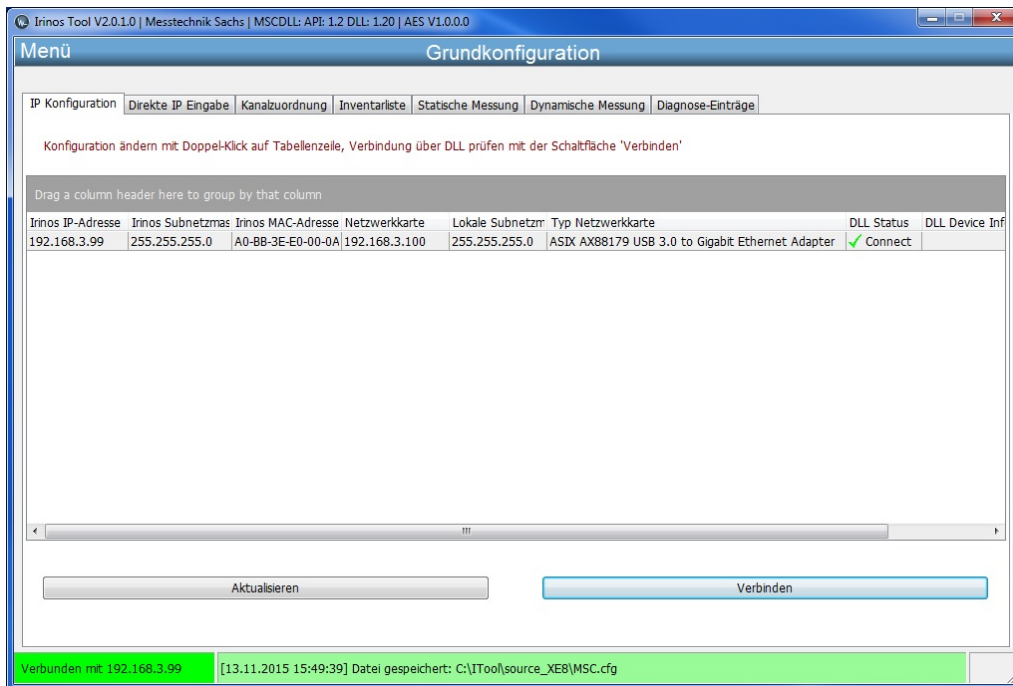 Irinos Tool V2.0.1.0 | Messtechnik Sachs | MSCDLL: API: 1.2 DLL: 1.20 | AES V1.0.0.0
Menü Grundkonfiguration
IP Konfiguration Direkte IP Eingabe Kanalzuordnung Inventarliste Statische Messung Dynamische Messung Diagnose-Einträge
Konfiguration ändern mit Doppel-Klick auf Tabellenzeile, Verbindung über DLL prüfen mit der Schaltfläche 'Verbinden'
Drag a column header here to group by that column
Irinos IP-Adresse Irinos Subnetzmas Irinos MAC-Adresse Netzwerkkarte Lokale Subnetzm Typ Netzwerkkarte DLL Status DLL Device Inf
192.168.3.99 255.255.255.0 A0-BB-3E-E0-00-0A 192.168.3.100 255.255.255.0 ASIX AX88179 USB 3.0 to Gigabit Ethernet Adapter Connect
Aktualisieren Verbinden
Verbunden mit 192.168.3.99 [13.11.2015 15:49:39] Datei gespeichert: C:\ITool\source_XE8\MSC.cfg